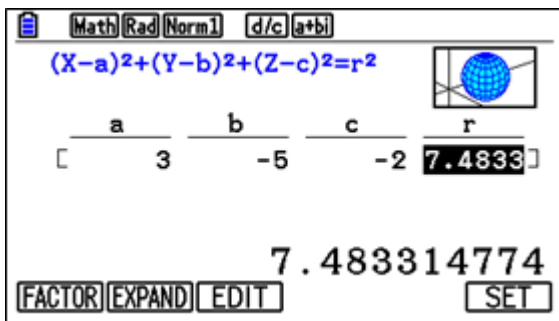 Math Rad Norm1 d/c a+bi
(X-a)²+(Y-b)²+(Z-c)²=r²
a b c r
[ 3 -5 -2 7.4833 ]
7.483314774
FACTOR EXPAND EDIT SET